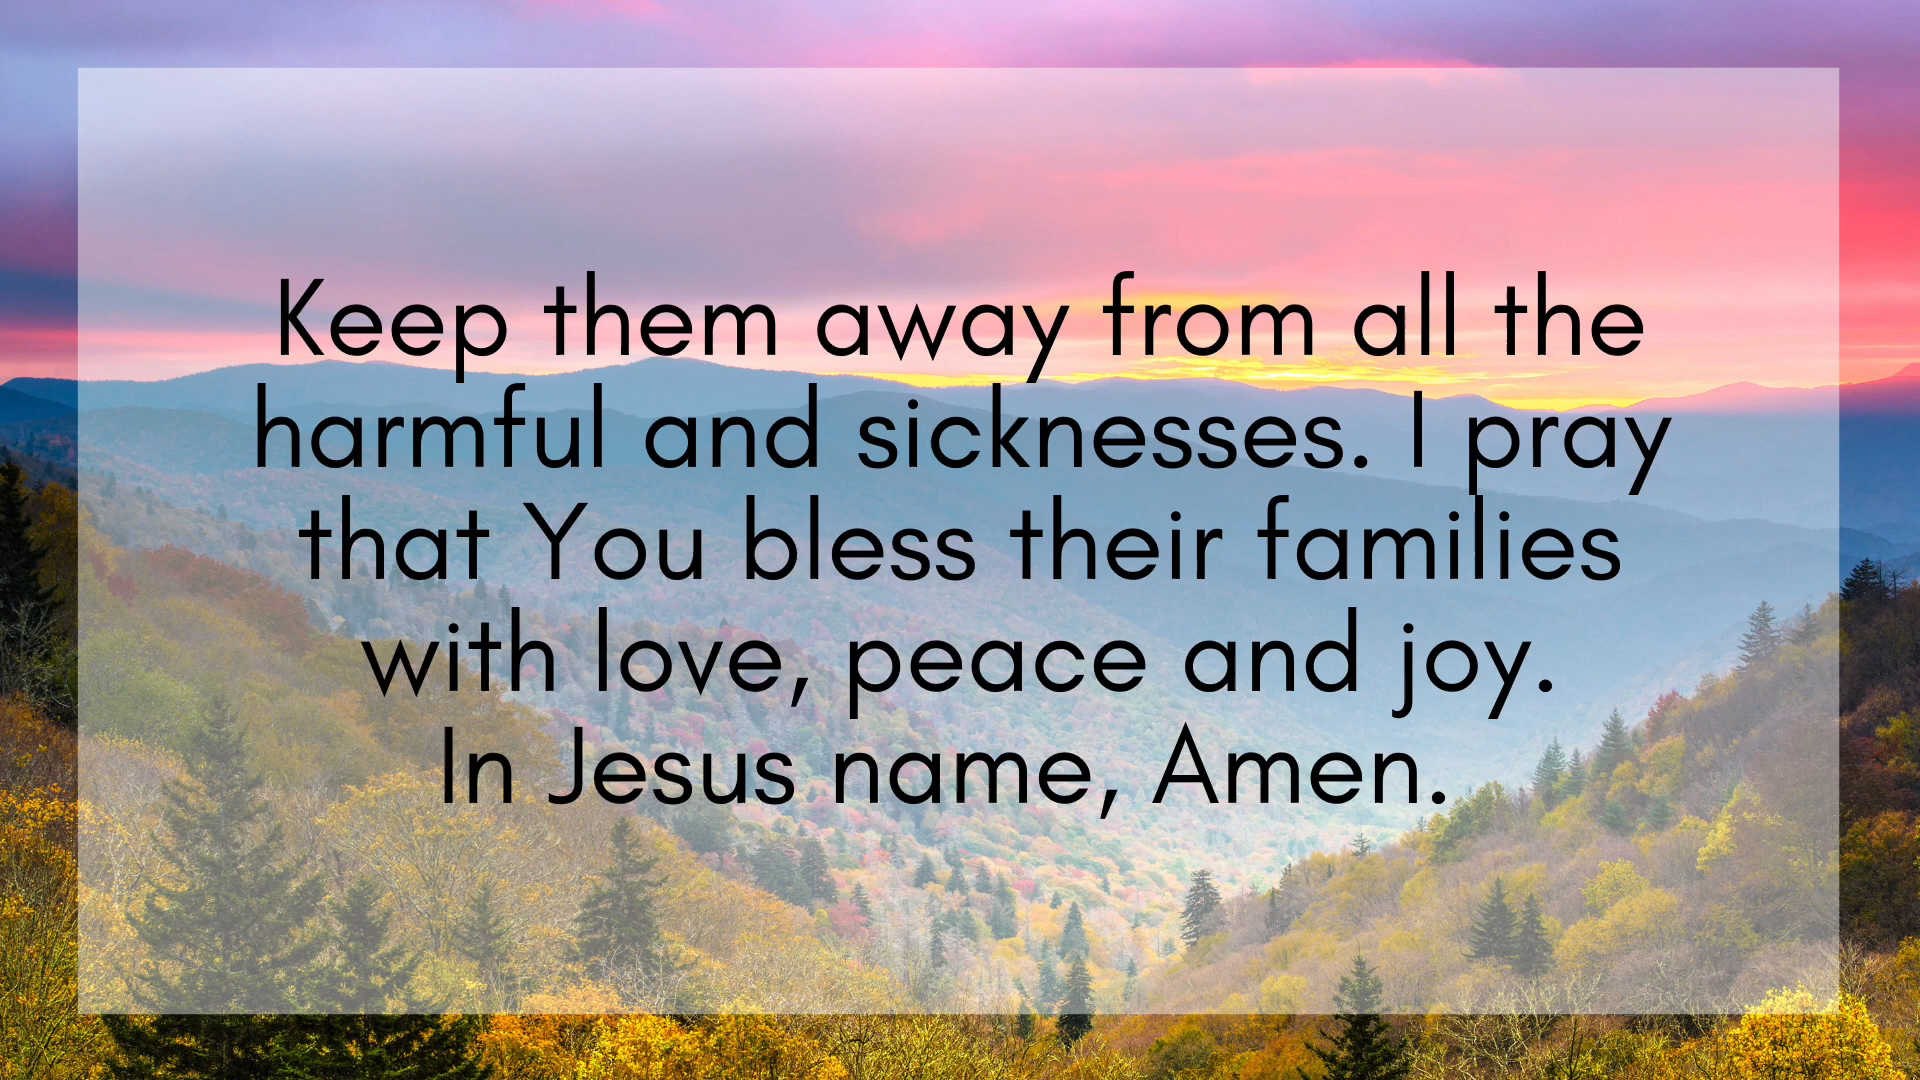 Keep them away from all the
harmful and sicknesses. I pray
that You bless their families
with love, peace and joy.
In Jesus name, Amen.